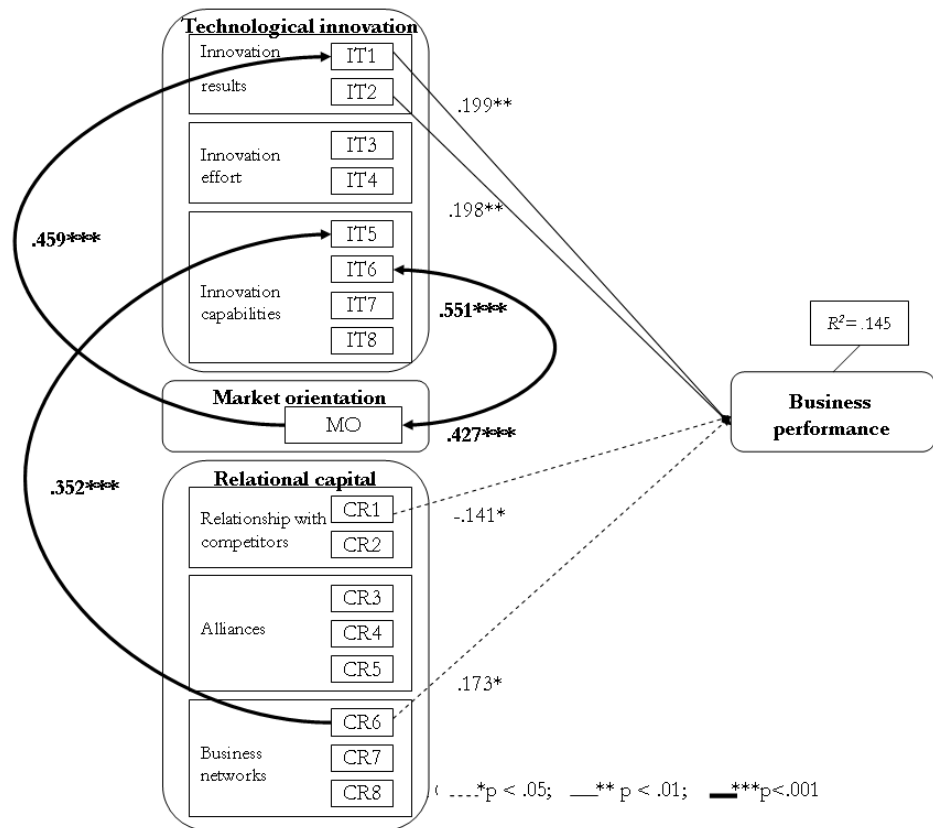 Technological innovation
Innovation
results
IT1
IT2
.199**
Innovation
effort
IT3
IT4
.198**
.459***
Innovation
capabilities
IT5
IT6
IT7
IT8
.551***
R²= .145
Market orientation
MO
.427***
Business
performance
.352***
Relational capital
Relationship with
competitors
CR1
CR2
-.141*
Alliances
CR3
CR4
CR5
.173*
Business
networks
CR6
CR7
CR8
( ....*p < .05; __** p < .01; __***p<.001